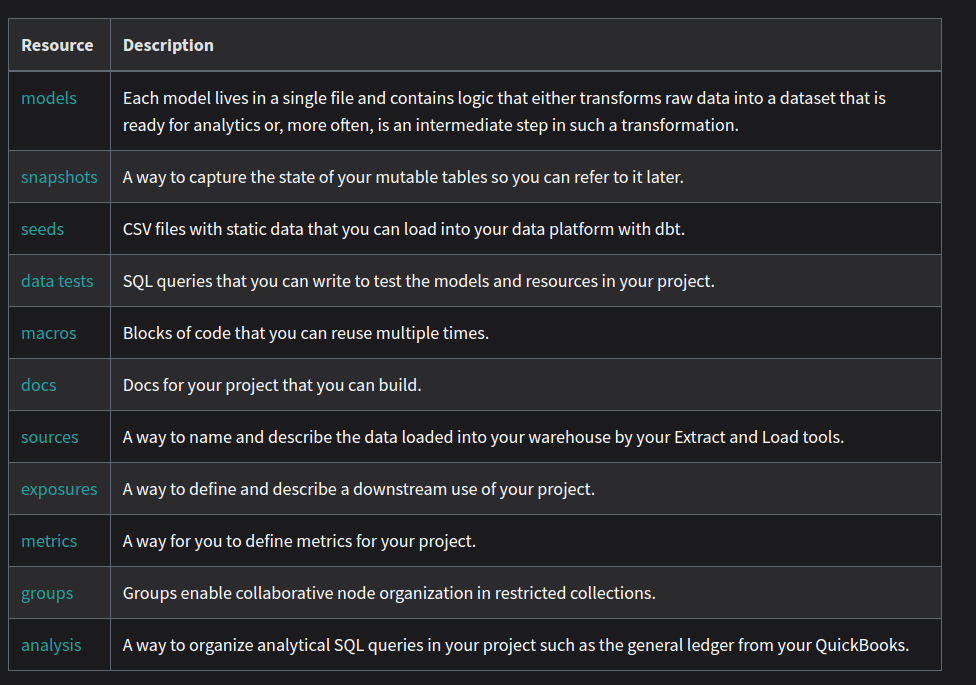 Resource Description
models Each model lives in a single file and contains logic that either transforms raw data into a dataset that is
ready for analytics or, more often, is an intermediate step in such a transformation.
snapshots A way to capture the state of your mutable tables so you can refer to it later.
seeds CSV files with static data that you can load into your data platform with dbt.
data tests SQL queries that you can write to test the models and resources in your project.
macros Blocks of code that you can reuse multiple times.
docs Docs for your project that you can build.
sources A way to name and describe the data loaded into your warehouse by your Extract and Load tools.
exposures A way to define and describe a downstream use of your project.
metrics A way for you to define metrics for your project.
groups Groups enable collaborative node organization in restricted collections.
analysis A way to organize analytical SQL queries in your project such as the general ledger from your QuickBooks.